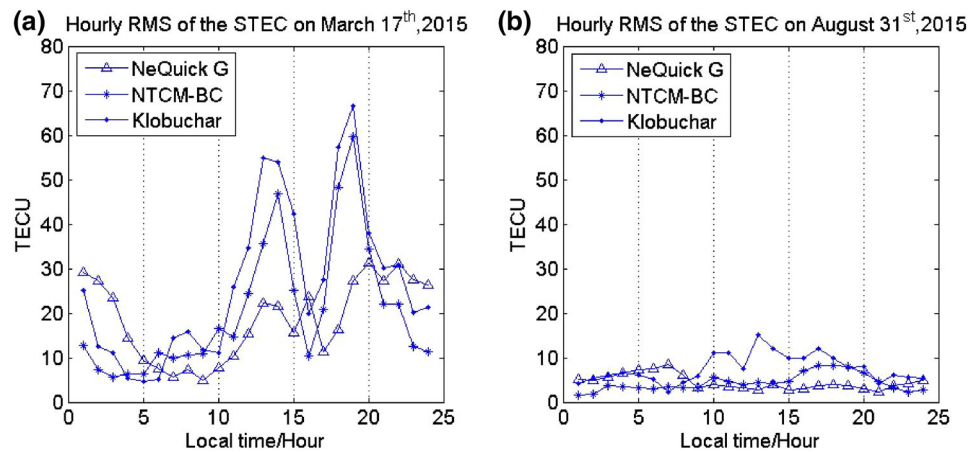 (a) Hourly RMS of the STEC on March 17th,2015
80
70
60
50
40
30
20
10
0
TECU
NeQuick G
NTCM-BC
Klobuchar
0 5 10 15 20 25
Local time/Hour
(b) Hourly RMS of the STEC on August 31st,2015
80
70
60
50
40
30
20
10
0
TECU
NeQuick G
NTCM-BC
Klobuchar
0 5 10 15 20 25
Local time/Hour